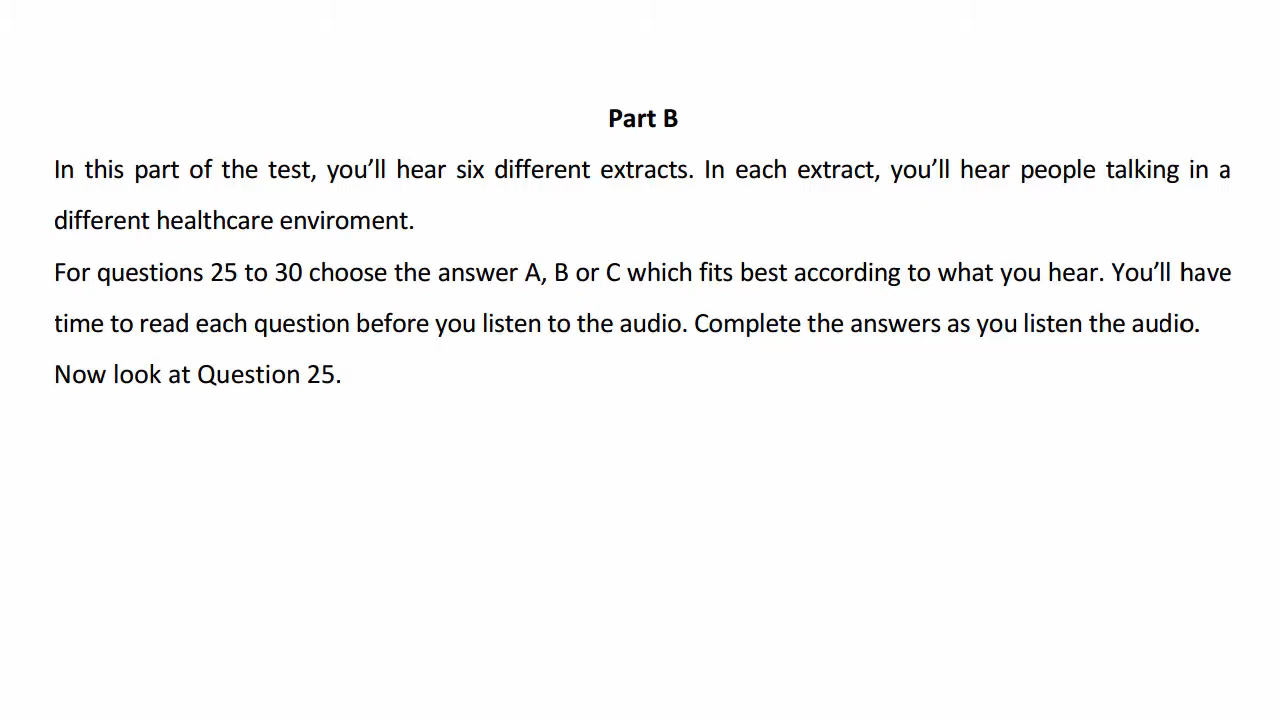 Part B
In this part of the test, you’ll hear six different extracts. In each extract, you’ll hear people talking in a
different healthcare enviroment.
For questions 25 to 30 choose the answer A, B or C which fits best according to what you hear. You’ll have
time to read each question before you listen to the audio. Complete the answers as you listen the audio.
Now look at Question 25.